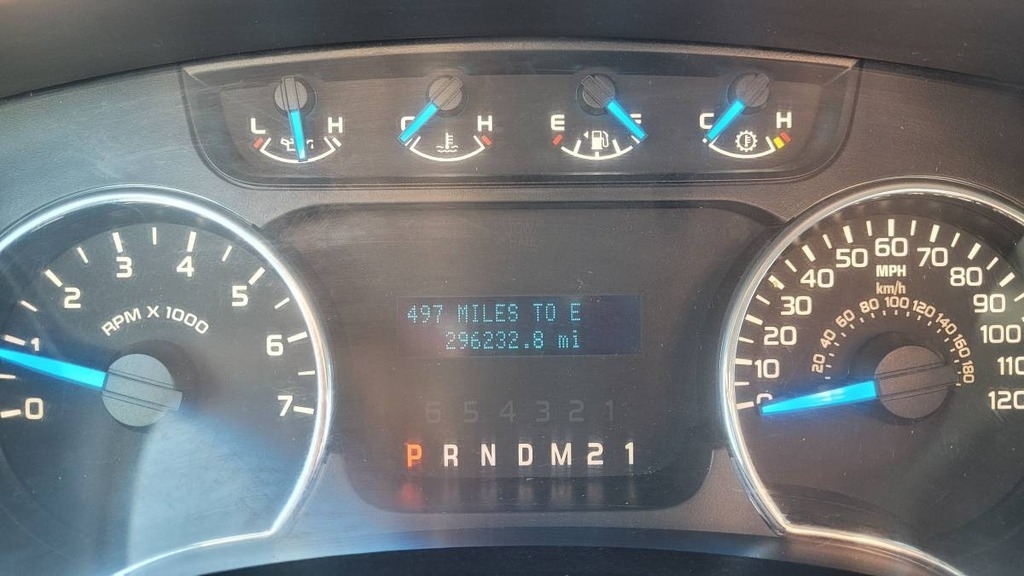 L H
C H
E F
C H
0 1 2 3 4 5 6 7
RPM X 1000
497 MILES TO E
296232.8 mi
6 5 4 3 2 1
P R N D M 2 1
0 10 20 30 40 50 60 70 80 90 100 110 120
MPH
km/h
20 40 60 80 100 120 140 160 180